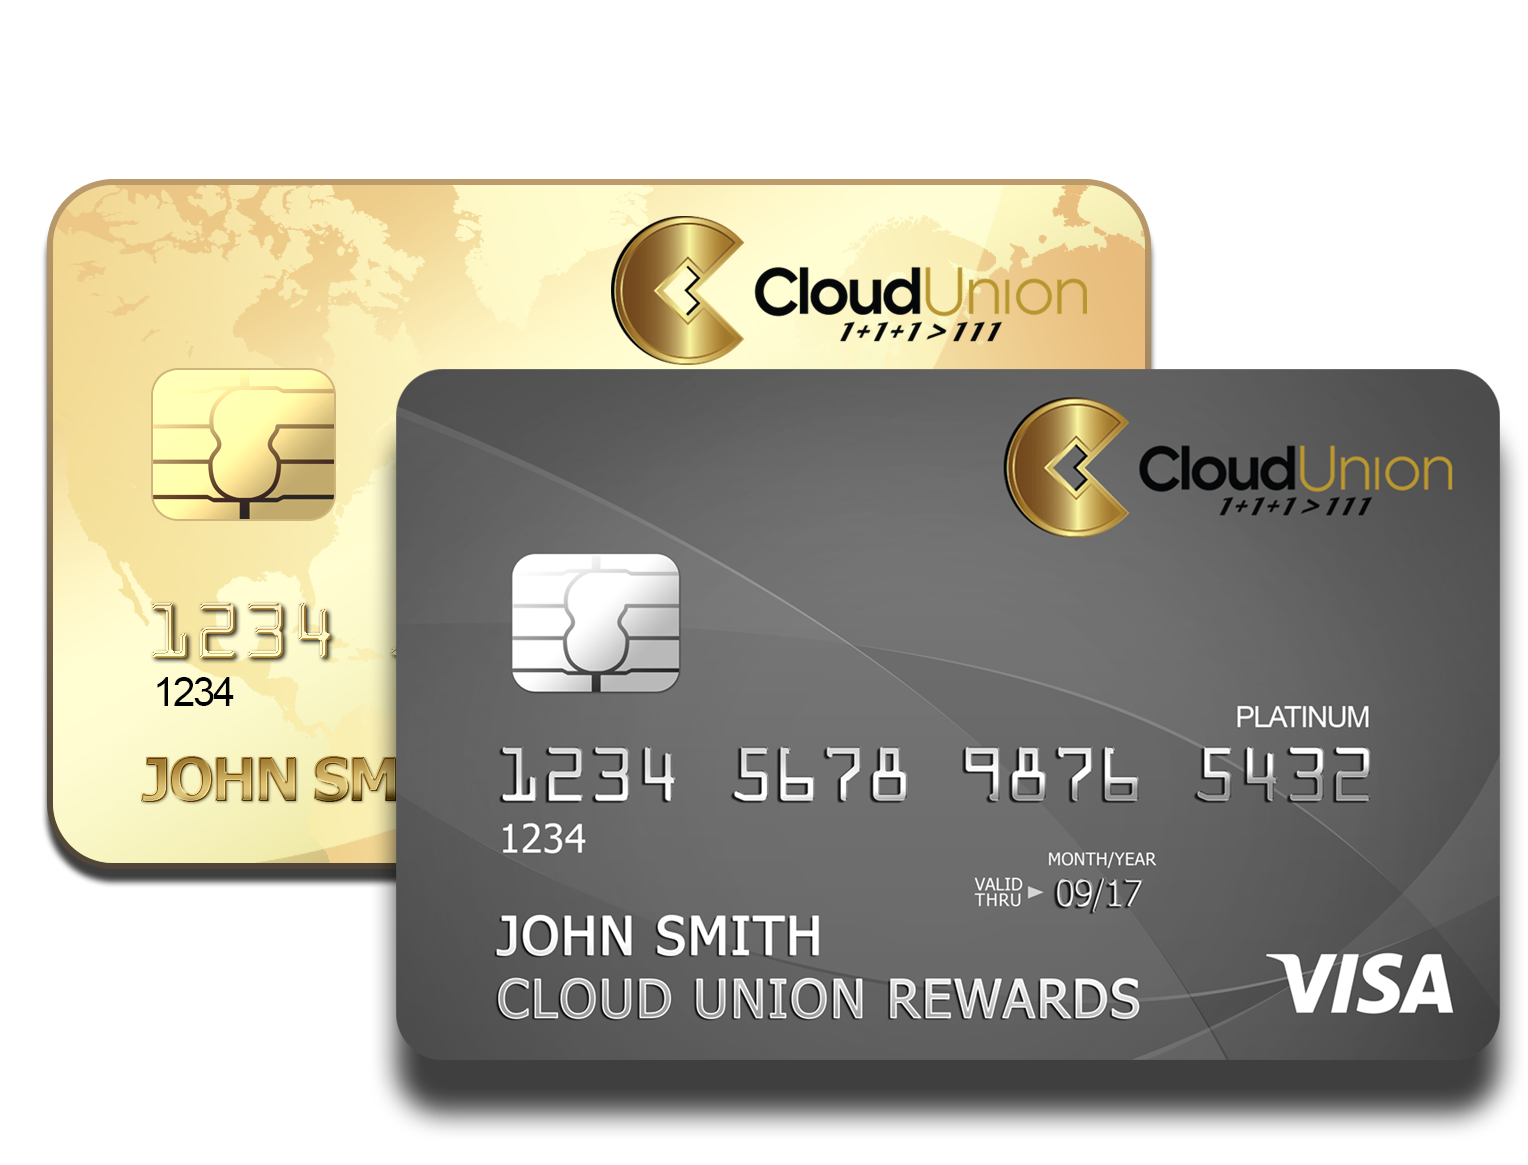 CloudUnion
1+1+1>111
1234
1234
JOHN SM
CloudUnion
1+1+1>111
PLATINUM
1234 5678 9876 5432
1234
MONTH/YEAR
VALID
THRU
09/17
JOHN SMITH
CLOUD UNION REWARDS
VISA